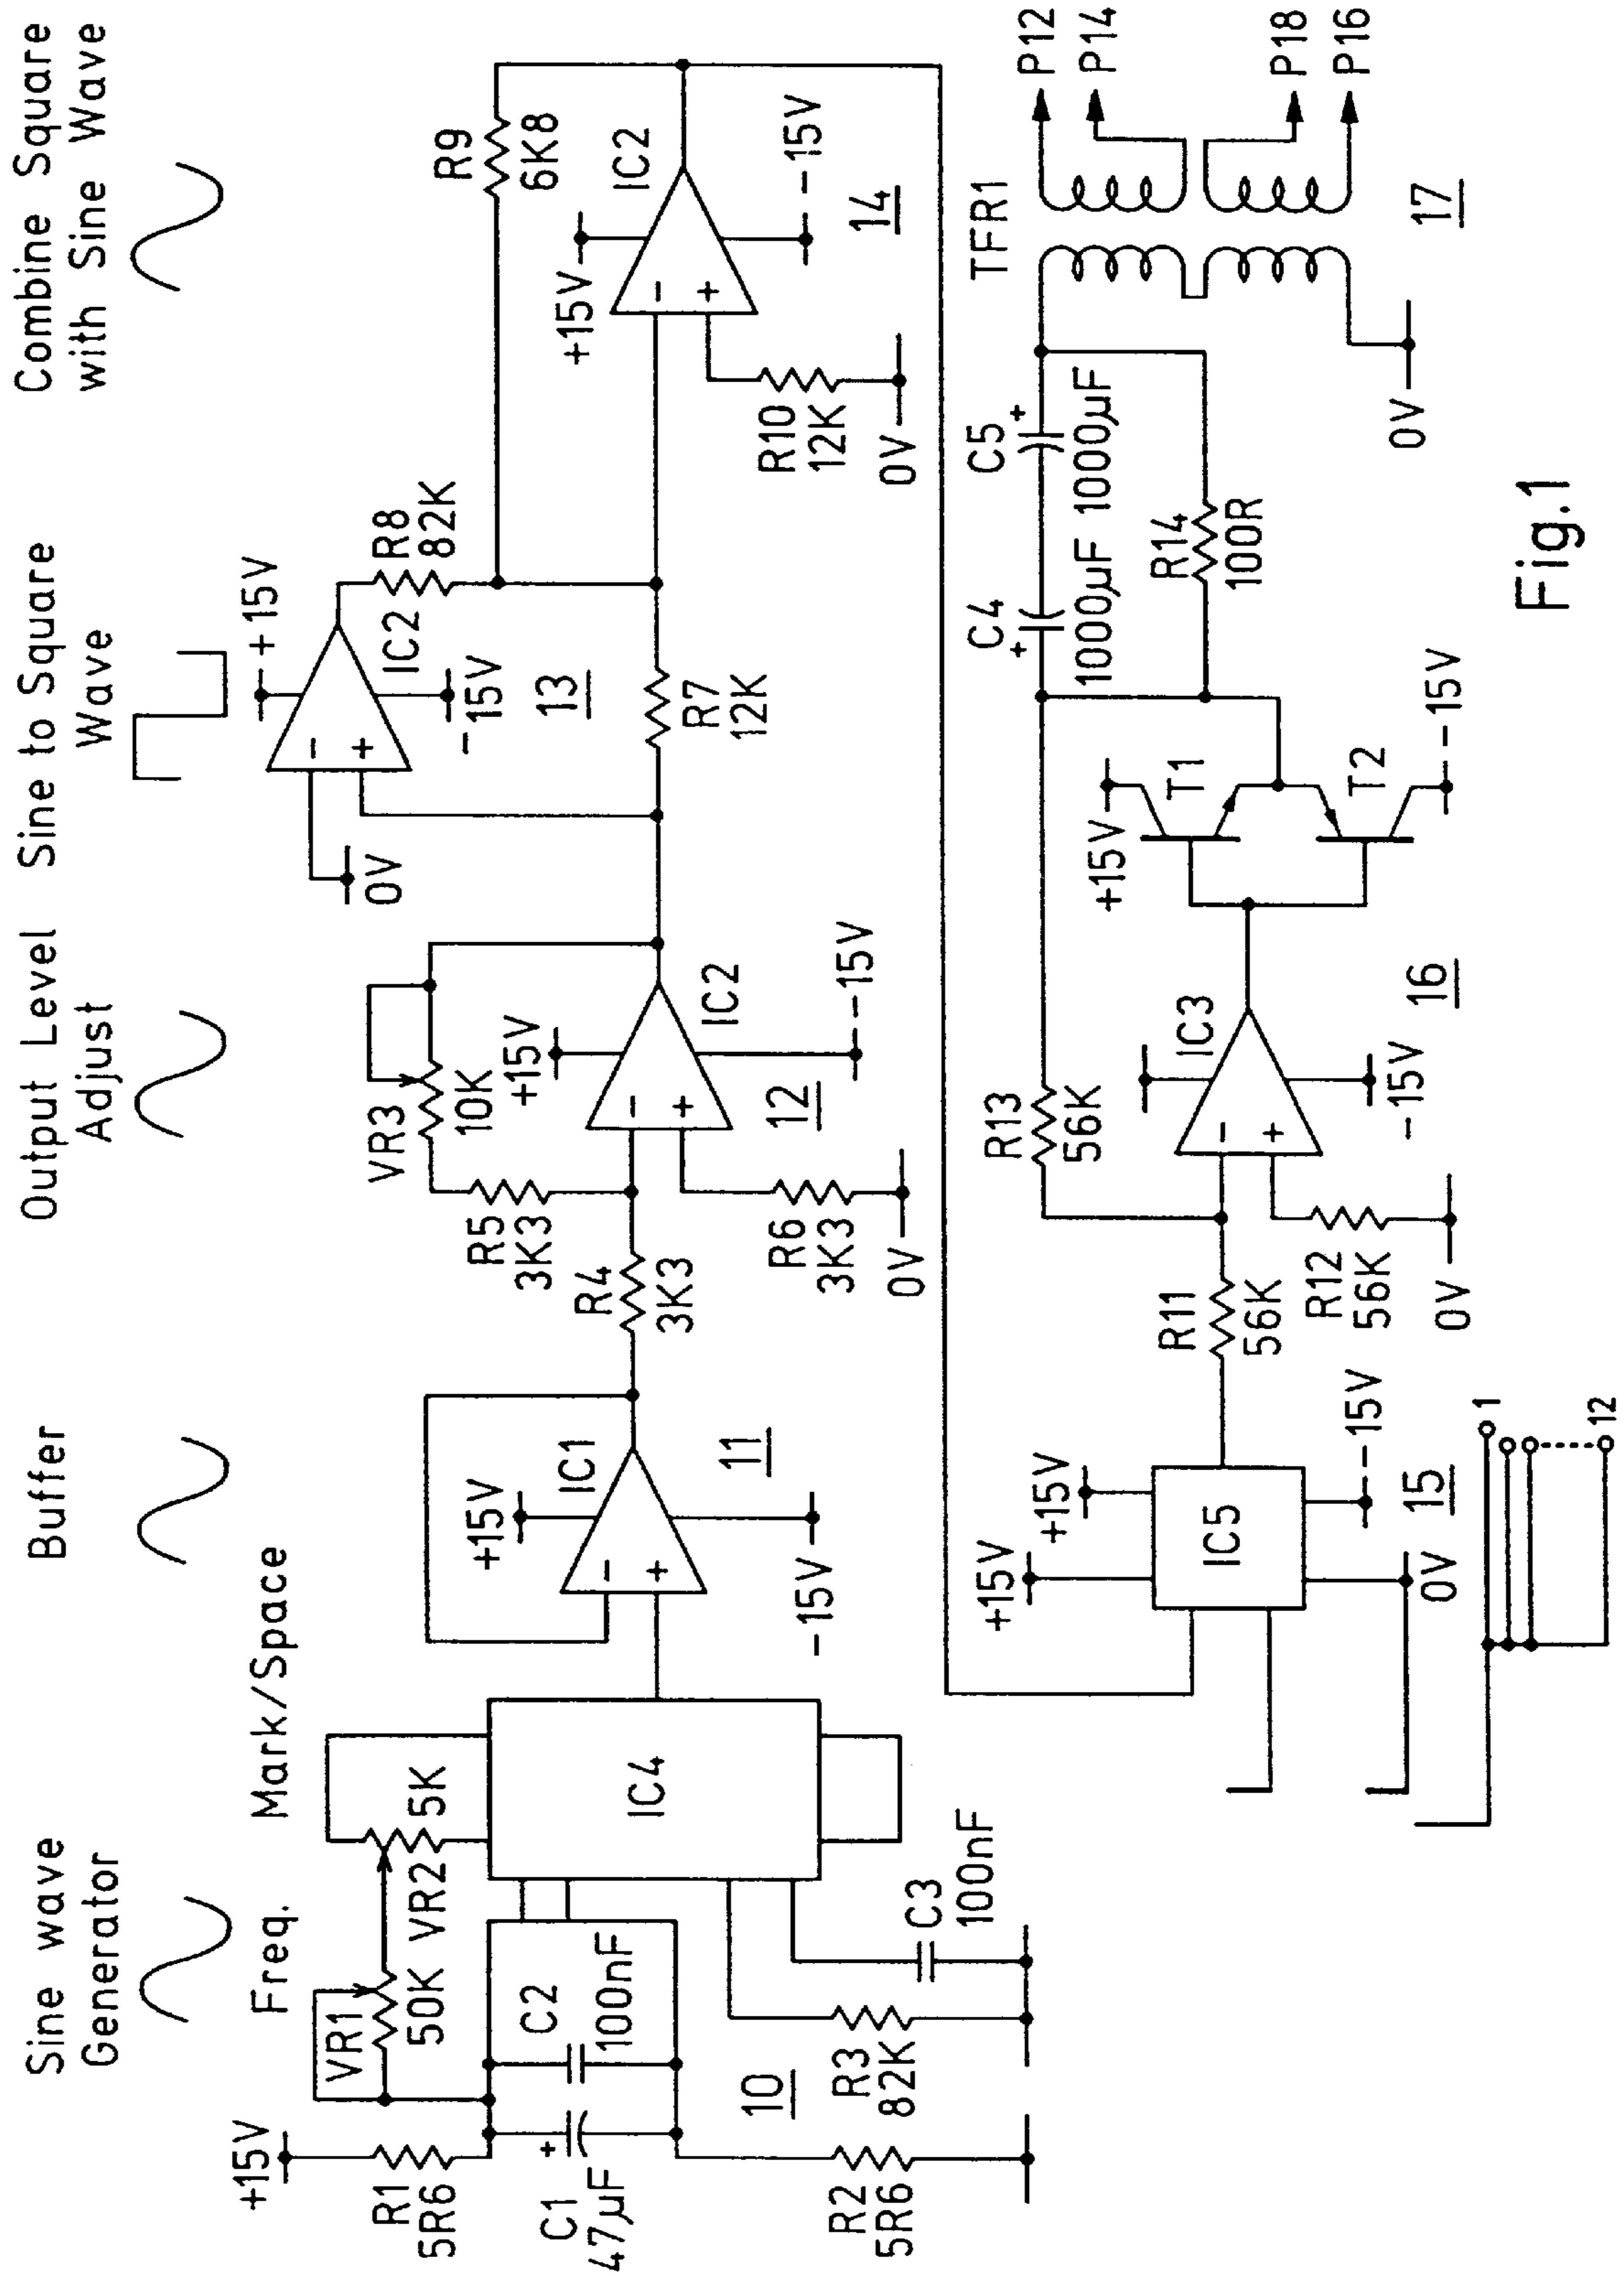 Sine wave
Generator
Buffer
Output Level
Adjust
Sine to Square
Wave
Combine Square
with Sine Wave
Freq.
Mark/Space
+15V
R1
5R6
VR1
50K
VR2
5K
C1
+
47µF
C2
100nF
10
R2
5R6
R3
82K
C3
100nF
IC4
+15V
IC1
-
+
-15V
11
R4
3K3
R5
3K3
VR3
10K
+15V
IC2
-
+
-15V
12
R6
3K3
0V
0V
+15V
-
+
IC2
-15V
13
R8
82K
R7
12K
R9
6K8
+15V
IC2
-
+
-15V
14
R10
12K
0V
+15V
+15V
IC5
-15V
0V
15
1
12
R11
56K
R12
56K
0V
R13
56K
IC3
-
+
-15V
16
+15V
T1
T2
-15V
C4
+
1000µF
C5
+
1000µF
R14
100R
TFR1
0V
17
P12
P14
P18
P16
Fig.1